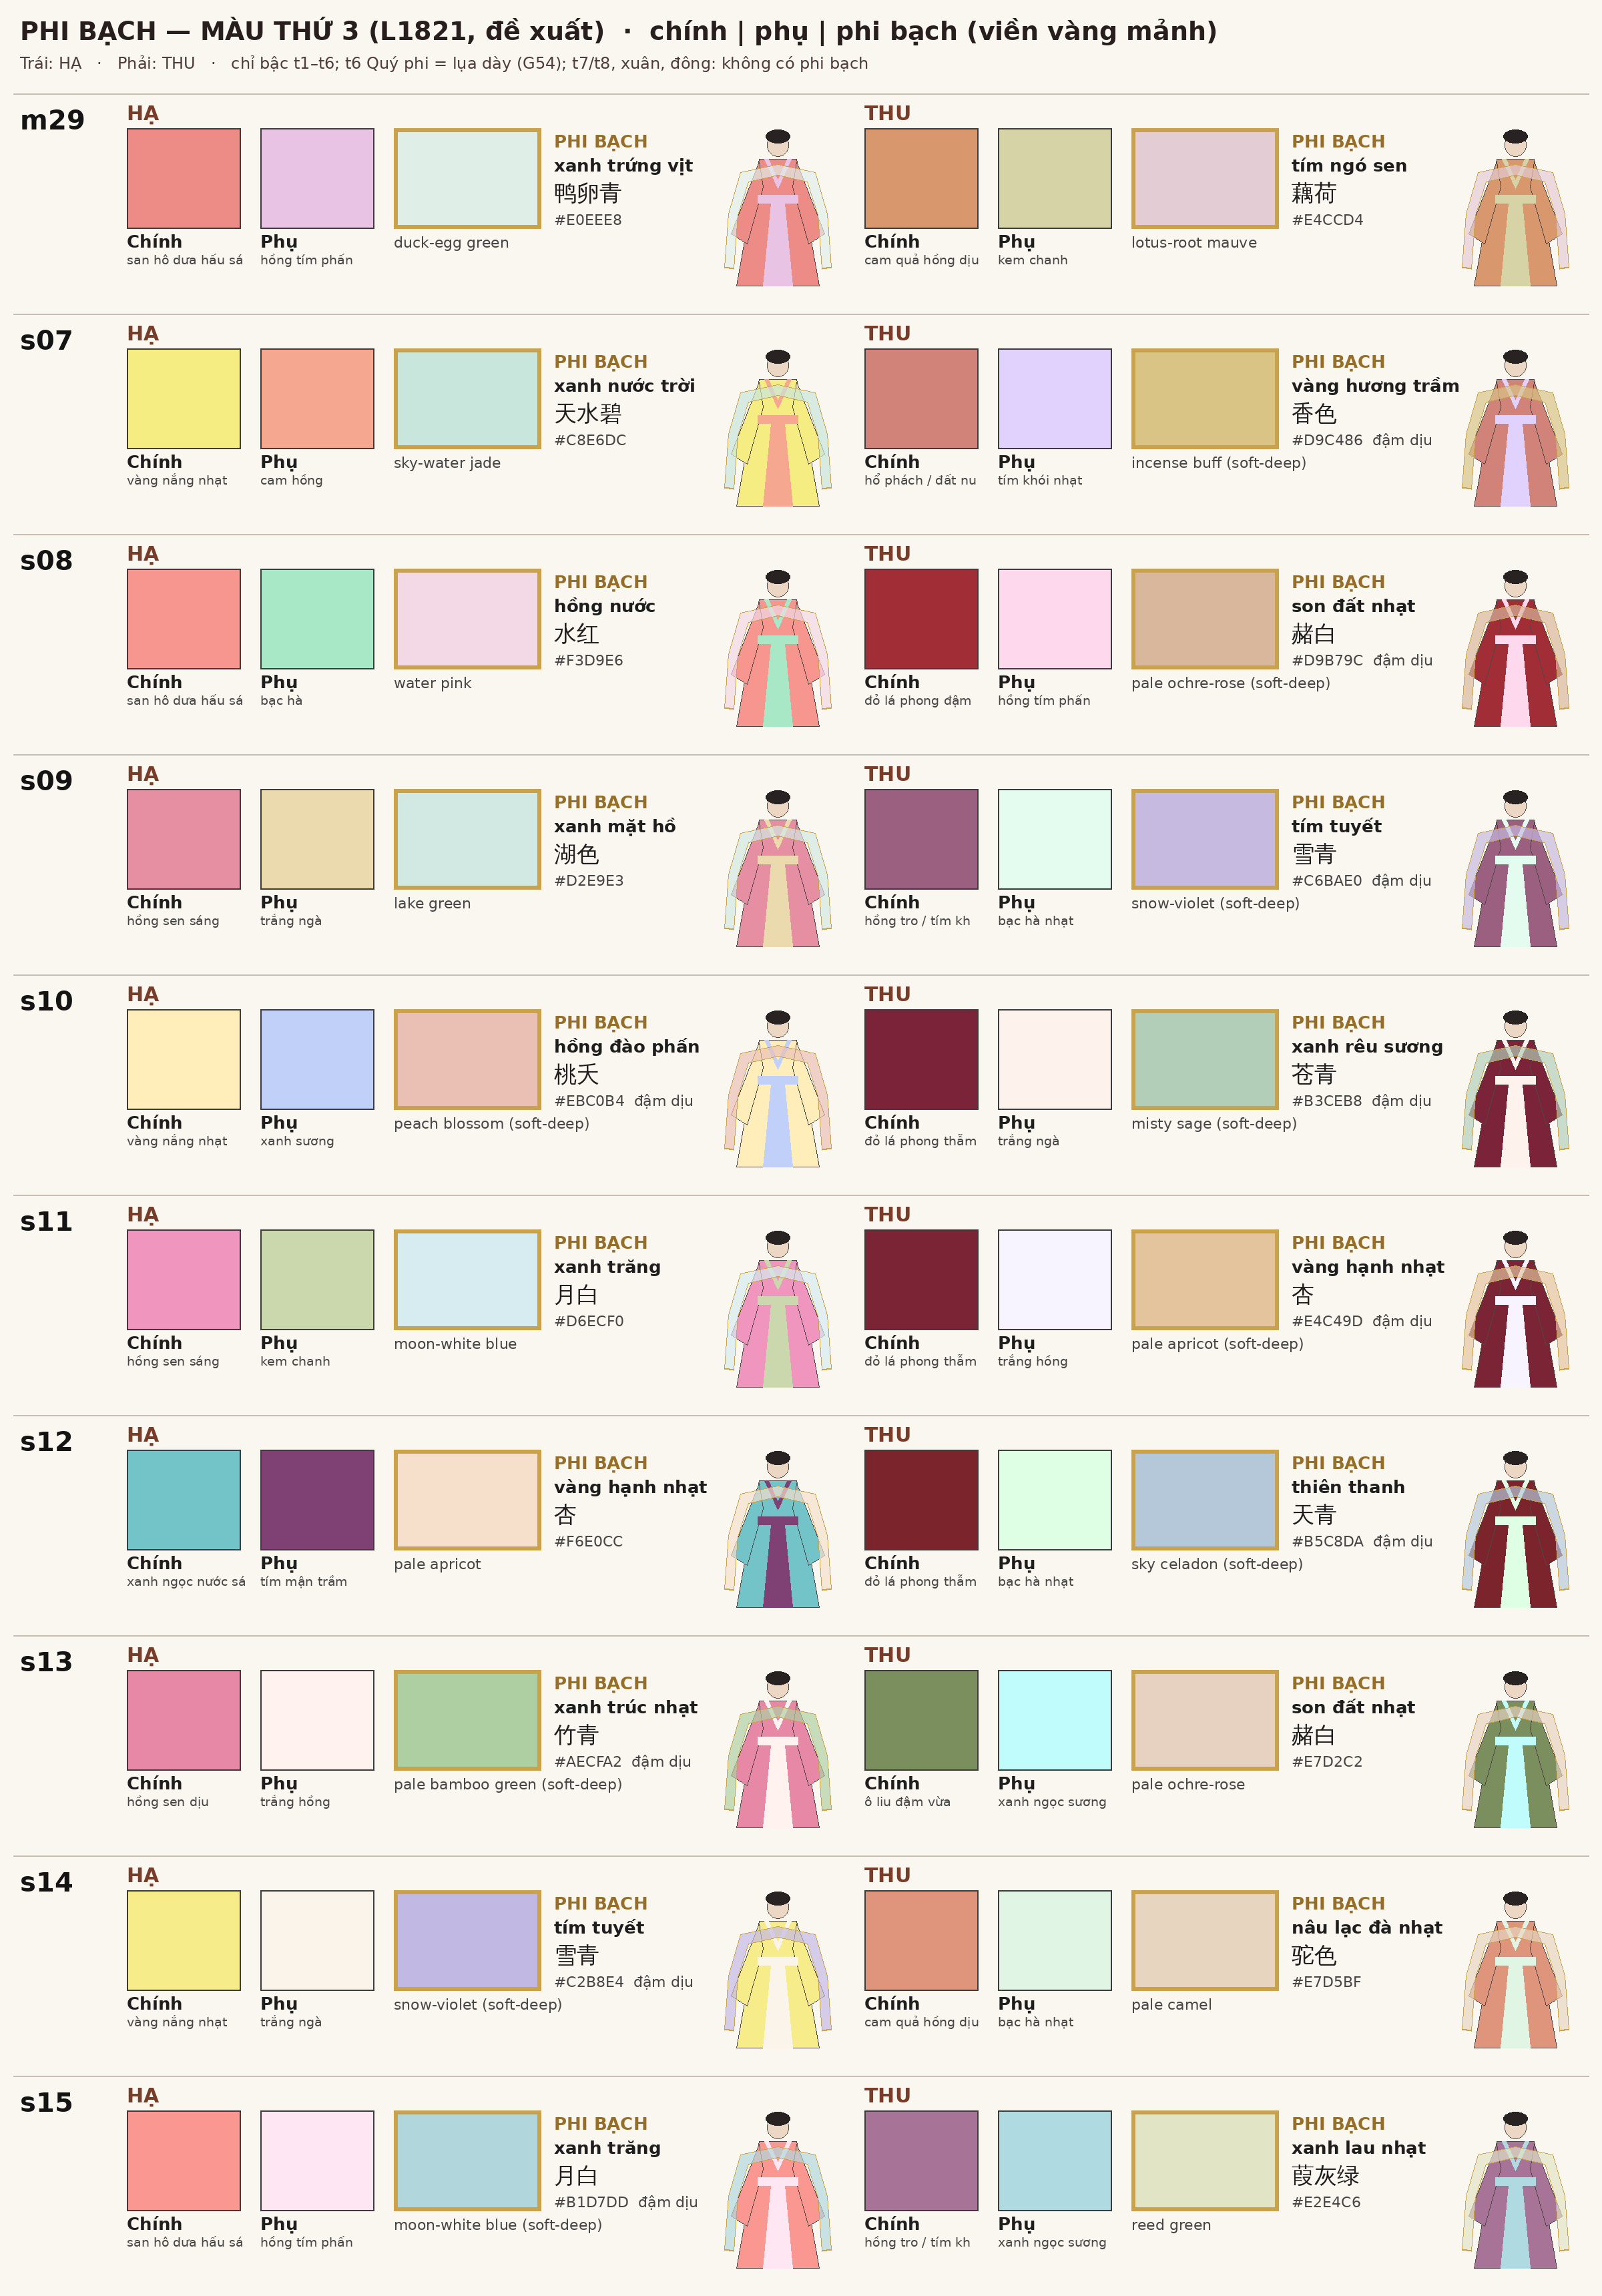 PHI BẠCH — MÀU THỨ 3 (L1821, đề xuất)  ·  chính | phụ | phi bạch (viền vàng mảnh)
Trái: HẠ   ·   Phải: THU   ·   chỉ bậc t1–t6; t6 Quý phi = lụa dày (G54); t7/t8, xuân, đông: không có phi bạch
m29
HẠ
PHI BẠCH
xanh trứng vịt
鸭卵青
#E0EEE8
Chính
san hô dưa hấu sá
Phụ
hồng tím phấn
duck-egg green
THU
PHI BẠCH
tím ngó sen
藕荷
#E4CCD4
Chính
cam quả hồng dịu
Phụ
kem chanh
lotus-root mauve
s07
HẠ
PHI BẠCH
xanh nước trời
天水碧
#C8E6DC
Chính
vàng nắng nhạt
Phụ
cam hồng
sky-water jade
THU
PHI BẠCH
vàng hương trầm
香色
#D9C486  đậm dịu
Chính
hổ phách / đất nu
Phụ
tím khói nhạt
incense buff (soft-deep)
s08
HẠ
PHI BẠCH
hồng nước
水红
#F3D9E6
Chính
san hô dưa hấu sá
Phụ
bạc hà
water pink
THU
PHI BẠCH
son đất nhạt
赭白
#D9B79C  đậm dịu
Chính
đỏ lá phong đậm
Phụ
hồng tím phấn
pale ochre-rose (soft-deep)
s09
HẠ
PHI BẠCH
xanh mặt hồ
湖色
#D2E9E3
Chính
hồng sen sáng
Phụ
trắng ngà
lake green
THU
PHI BẠCH
tím tuyết
雪青
#C6BAE0  đậm dịu
Chính
hồng tro / tím kh
Phụ
bạc hà nhạt
snow-violet (soft-deep)
s10
HẠ
PHI BẠCH
hồng đào phấn
桃夭
#EBC0B4  đậm dịu
Chính
vàng nắng nhạt
Phụ
xanh sương
peach blossom (soft-deep)
THU
PHI BẠCH
xanh rêu sương
苍青
#B3CEB8  đậm dịu
Chính
đỏ lá phong thẫm
Phụ
trắng ngà
misty sage (soft-deep)
s11
HẠ
PHI BẠCH
xanh trăng
月白
#D6ECF0
Chính
hồng sen sáng
Phụ
kem chanh
moon-white blue
THU
PHI BẠCH
vàng hạnh nhạt
杏
#E4C49D  đậm dịu
Chính
đỏ lá phong thẫm
Phụ
trắng hồng
pale apricot (soft-deep)
s12
HẠ
PHI BẠCH
vàng hạnh nhạt
杏
#F6E0CC
Chính
xanh ngọc nước sá
Phụ
tím mận trầm
pale apricot
THU
PHI BẠCH
thiên thanh
天青
#B5C8DA  đậm dịu
Chính
đỏ lá phong thẫm
Phụ
bạc hà nhạt
sky celadon (soft-deep)
s13
HẠ
PHI BẠCH
xanh trúc nhạt
竹青
#AECFA2  đậm dịu
Chính
hồng sen dịu
Phụ
trắng hồng
pale bamboo green (soft-deep)
THU
PHI BẠCH
son đất nhạt
赭白
#E7D2C2
Chính
ô liu đậm vừa
Phụ
xanh ngọc sương
pale ochre-rose
s14
HẠ
PHI BẠCH
tím tuyết
雪青
#C2B8E4  đậm dịu
Chính
vàng nắng nhạt
Phụ
trắng ngà
snow-violet (soft-deep)
THU
PHI BẠCH
nâu lạc đà nhạt
驼色
#E7D5BF
Chính
cam quả hồng dịu
Phụ
bạc hà nhạt
pale camel
s15
HẠ
PHI BẠCH
xanh trăng
月白
#B1D7DD  đậm dịu
Chính
san hô dưa hấu sá
Phụ
hồng tím phấn
moon-white blue (soft-deep)
THU
PHI BẠCH
xanh lau nhạt
葭灰绿
#E2E4C6
Chính
hồng tro / tím kh
Phụ
xanh ngọc sương
reed green